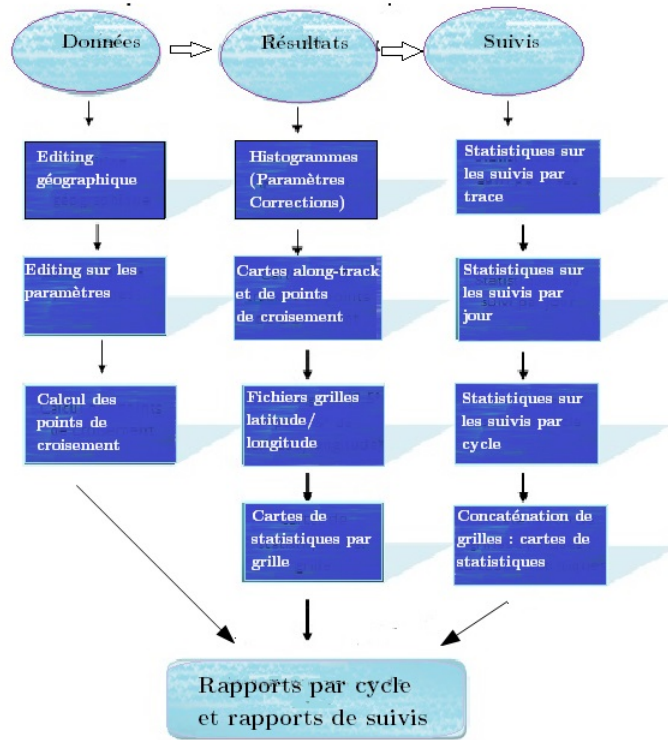 Données
Résultats
Suivis
Editing
géographique
Editing sur les
paramètres
Calcul des
points de
croisement
Histogrammes
(Paramètres
Corrections)
Cartes along-track
et de points
de croisement
Fichiers grilles
latitude/
longitude
Cartes de
statistiques par
grille
Statistiques sur
les suivis par
trace
Statistiques sur
les suivis par
jour
Statistiques sur
les suivis par
cycle
Concaténation de
grilles : cartes de
statistiques
Rapports par cycle
et rapports de suivis